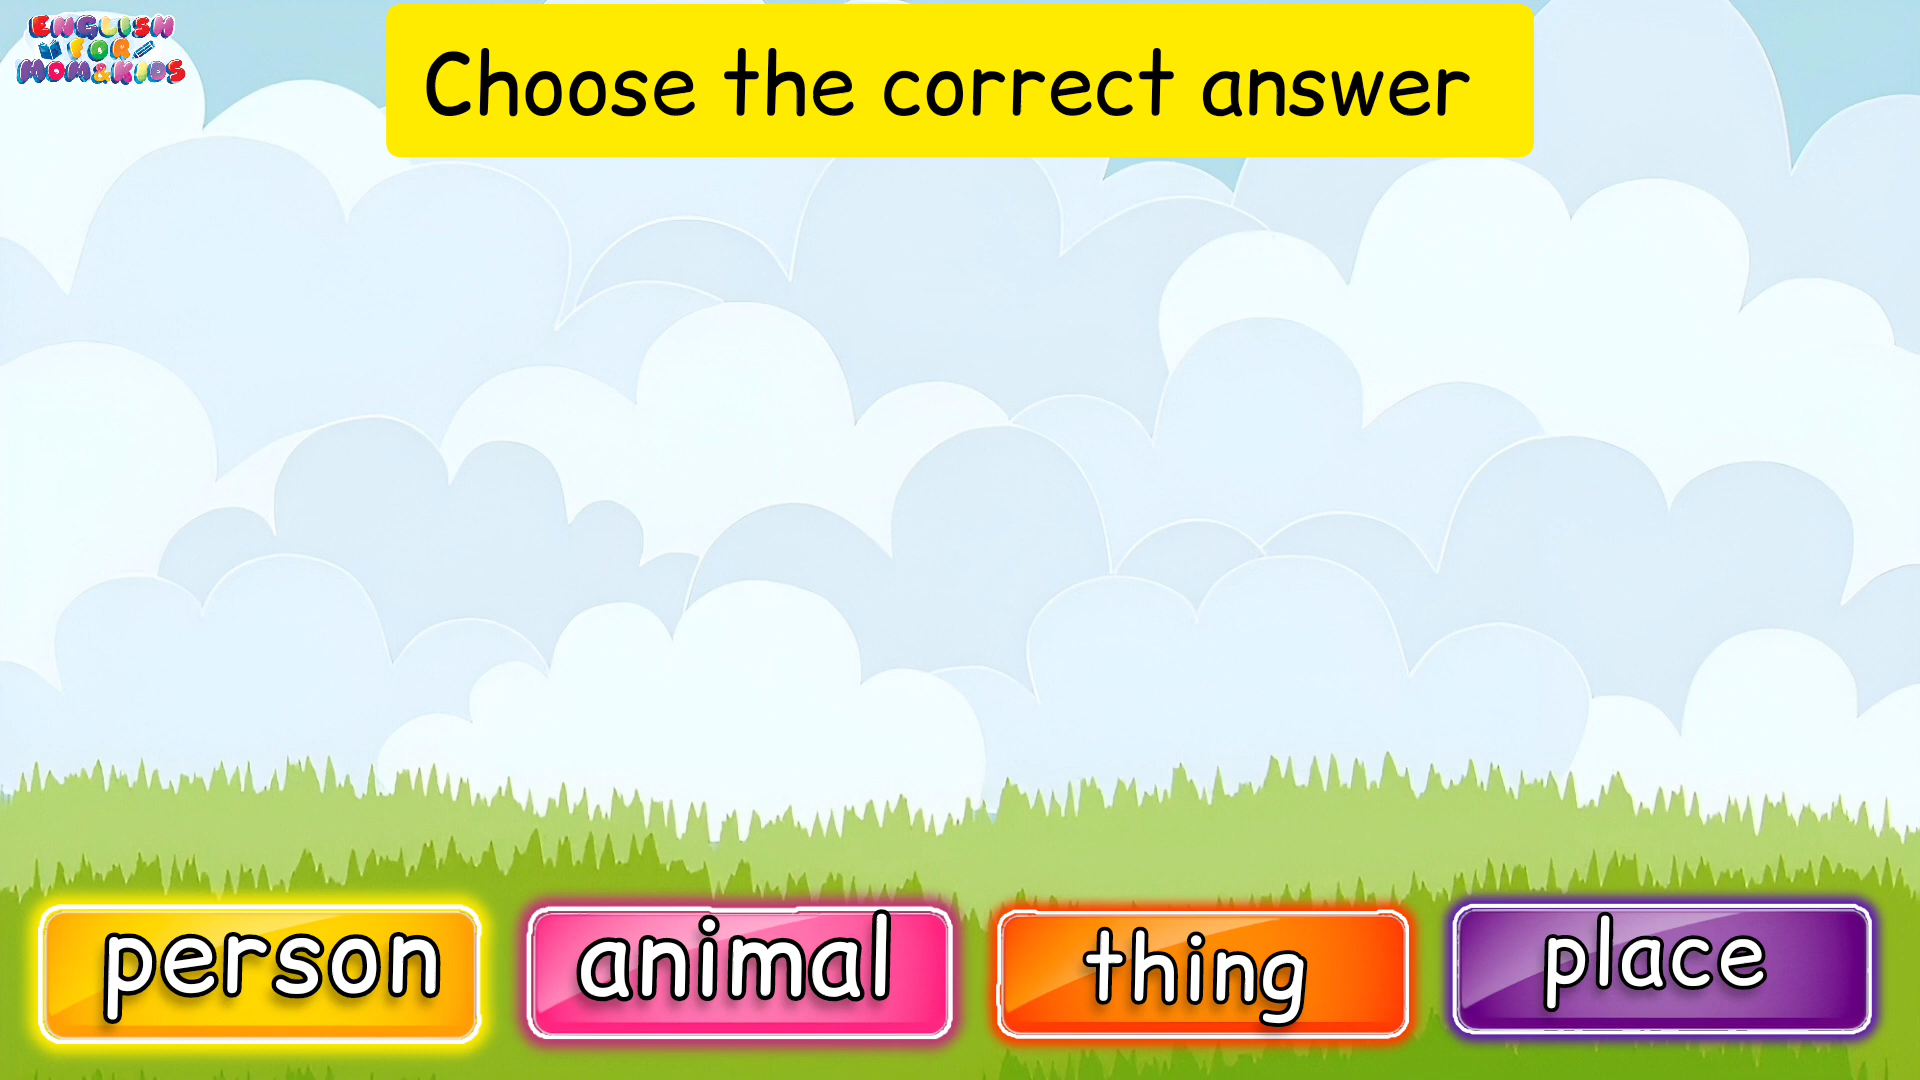 ENGLISH
FOR
MOM&KIDS
Choose the correct answer
person
animal
thing
place